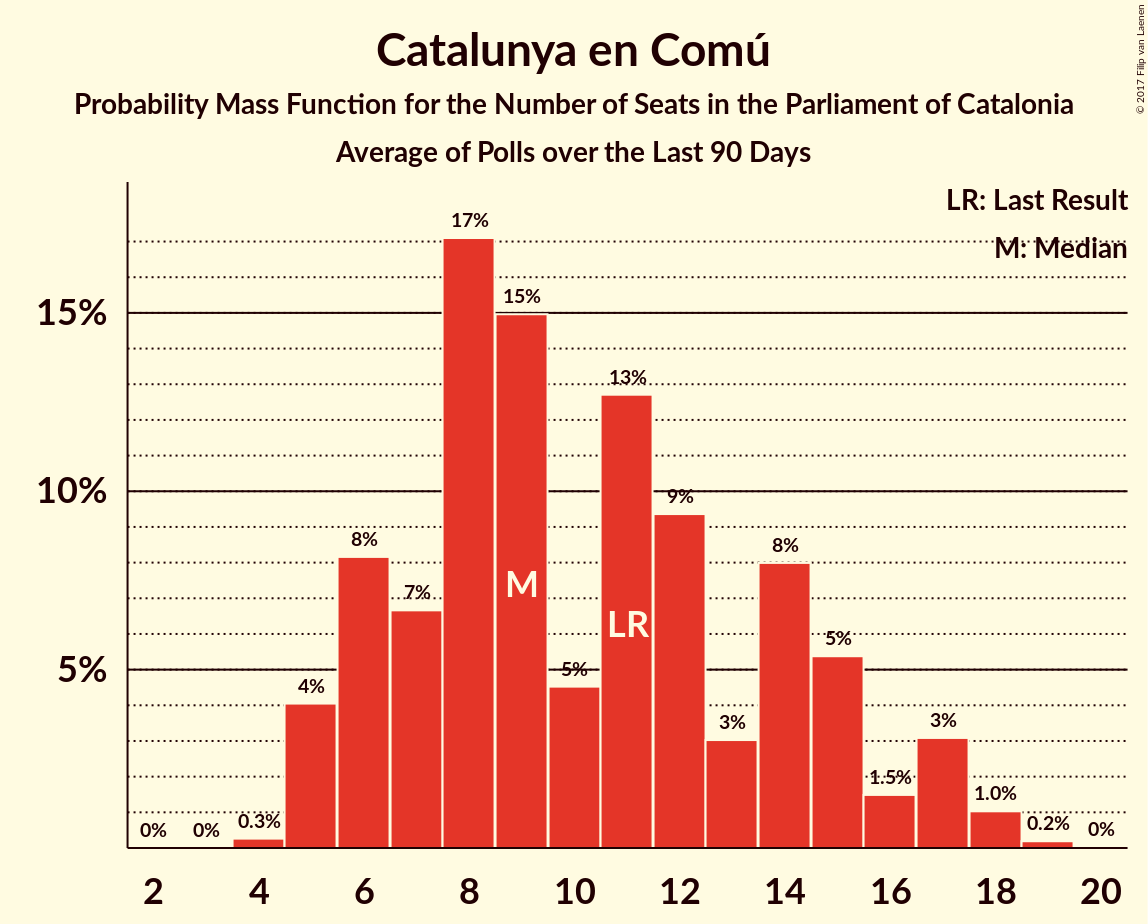 Catalunya en Comú
Probability Mass Function for the Number of Seats in the Parliament of Catalonia
Average of Polls over the Last 90 Days
© 2017 Filip van Laenen
LR: Last Result
M: Median
17%
15%
15%
13%
10%
9%
8%
8%
7%
M
LR
5%
5%
5%
4%
3%
3%
1.5%
1.0%
0%
0%
0.3%
0.2%
0%
2 4 6 8 10 12 14 16 18 20